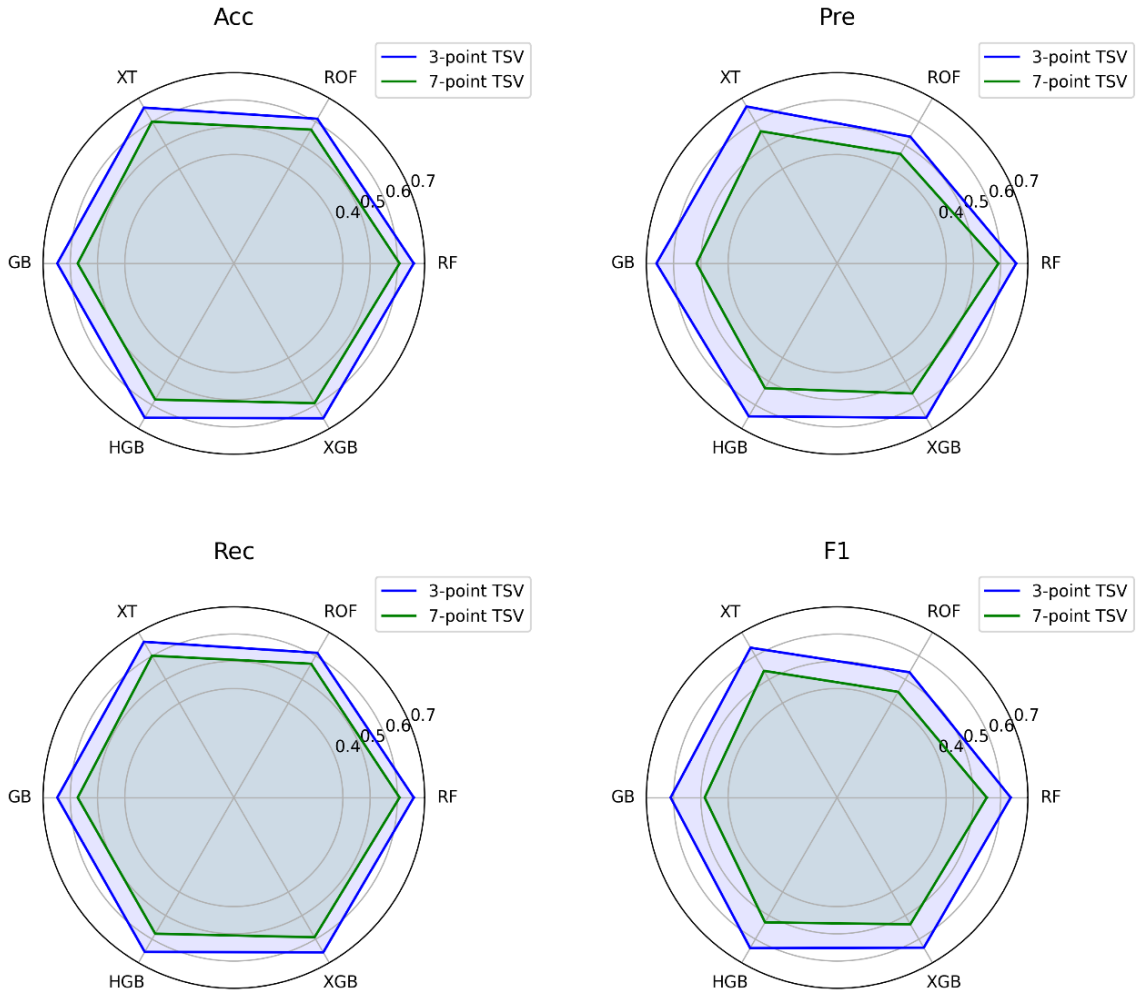 Acc
3-point TSV
7-point TSV
XT
ROF
0.7
0.6
0.5
0.4
GB
RF
HGB
XGB
Pre
3-point TSV
7-point TSV
XT
ROF
0.7
0.6
0.5
0.4
GB
RF
HGB
XGB
Rec
3-point TSV
7-point TSV
XT
ROF
0.7
0.6
0.5
0.4
GB
RF
HGB
XGB
F1
3-point TSV
7-point TSV
XT
ROF
0.7
0.6
0.5
0.4
GB
RF
HGB
XGB